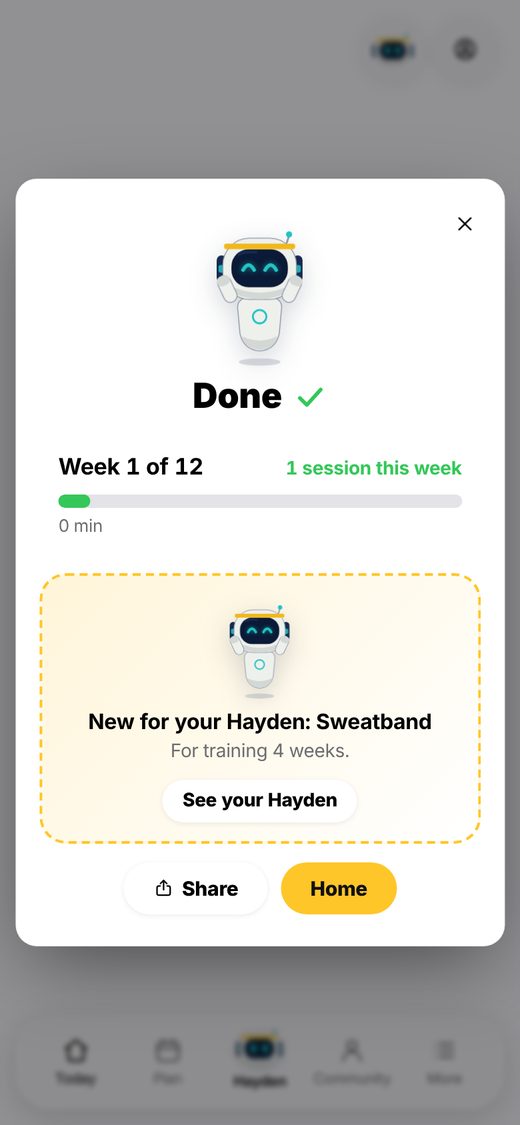 Done
Week 1 of 12
1 session this week
0 min
New for your Hayden: Sweatband
For training 4 weeks.
See your Hayden
Share
Home
Today
Plan
Hayden
Community
More